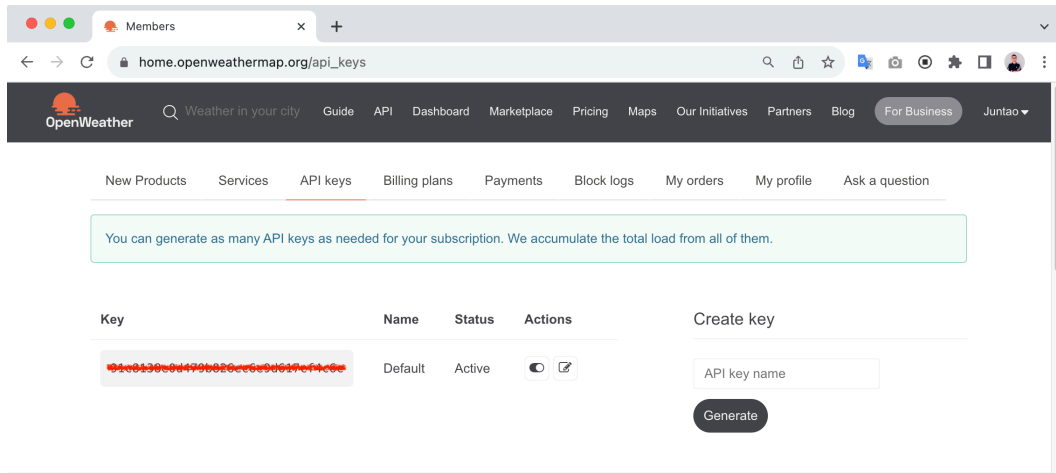 Members
home.openweathermap.org/api_keys
OpenWeather
Weather in your city Guide API Dashboard Marketplace Pricing Maps Our Initiatives Partners Blog For Business Juntao
New Products Services API keys Billing plans Payments Block logs My orders My profile Ask a question
You can generate as many API keys as needed for your subscription. We accumulate the total load from all of them.
Key Name Status Actions Create key
Default Active
API key name
Generate